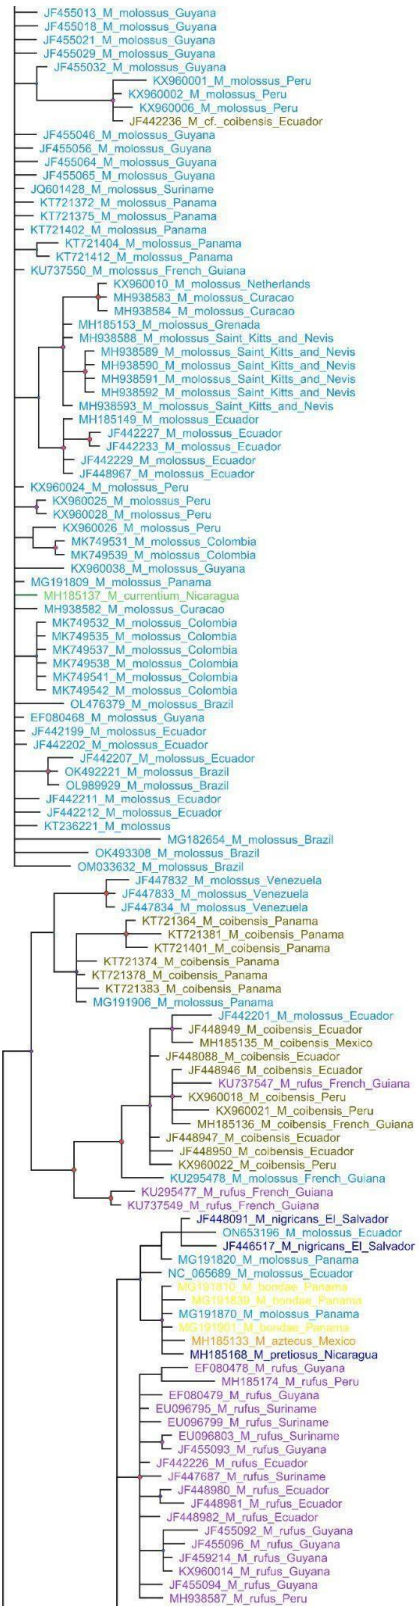 JF455013_M_molossus_Guyana
JF455018_M_molossus_Guyana
JF455021_M_molossus_Guyana
JF455029_M_molossus_Guyana
JF455032_M_molossus_Guyana
KX960001_M_molossus_Peru
KX960002_M_molossus_Peru
KX960006_M_molossus_Peru
JF442236_M_cf._coibensis_Ecuador
JF455046_M_molossus_Guyana
JF455056_M_molossus_Guyana
JF455064_M_molossus_Guyana
JF455065_M_molossus_Guyana
JQ601428_M_molossus_Suriname
KT721372_M_molossus_Panama
KT721375_M_molossus_Panama
KT721402_M_molossus_Panama
KT721404_M_molossus_Panama
KT721412_M_molossus_Panama
KU737550_M_molossus_French_Guiana
KX960010_M_molossus_Netherlands
MH938583_M_molossus_Curacao
MH938584_M_molossus_Curacao
MH185153_M_molossus_Grenada
MH938588_M_molossus_Saint_Kitts_and_Nevis
MH938589_M_molossus_Saint_Kitts_and_Nevis
MH938590_M_molossus_Saint_Kitts_and_Nevis
MH938591_M_molossus_Saint_Kitts_and_Nevis
MH938592_M_molossus_Saint_Kitts_and_Nevis
MH938593_M_molossus_Saint_Kitts_and_Nevis
MH185149_M_molossus_Ecuador
JF442227_M_molossus_Ecuador
JF442233_M_molossus_Ecuador
JF442229_M_molossus_Ecuador
JF448967_M_molossus_Ecuador
KX960024_M_molossus_Peru
KX960025_M_molossus_Peru
KX960028_M_molossus_Peru
KX960026_M_molossus_Peru
MK749531_M_molossus_Colombia
MK749539_M_molossus_Colombia
KX960038_M_molossus_Guyana
MG191809_M_molossus_Panama
MH185137_M_currentium_Nicaragua
MH938582_M_molossus_Curacao
MK749532_M_molossus_Colombia
MK749535_M_molossus_Colombia
MK749537_M_molossus_Colombia
MK749538_M_molossus_Colombia
MK749541_M_molossus_Colombia
MK749542_M_molossus_Colombia
OL476379_M_molossus_Brazil
EF080468_M_molossus_Guyana
JF442199_M_molossus_Ecuador
JF442202_M_molossus_Ecuador
JF442207_M_molossus_Ecuador
OK492221_M_molossus_Brazil
OL989929_M_molossus_Brazil
JF442211_M_molossus_Ecuador
JF442212_M_molossus_Ecuador
KT236221_M_molossus
MG182654_M_molossus_Brazil
OK493308_M_molossus_Brazil
OM033632_M_molossus_Brazil
JF447832_M_molossus_Venezuela
JF447833_M_molossus_Venezuela
JF447834_M_molossus_Venezuela
KT721364_M_coibensis_Panama
KT721381_M_coibensis_Panama
KT721401_M_coibensis_Panama
KT721374_M_coibensis_Panama
KT721378_M_coibensis_Panama
KT721383_M_coibensis_Panama
MG191906_M_molossus_Panama
JF442201_M_molossus_Ecuador
JF448949_M_coibensis_Ecuador
MH185135_M_coibensis_Mexico
JF448088_M_coibensis_Ecuador
JF448946_M_coibensis_Ecuador
KU737547_M_rufus_French_Guiana
KX960018_M_coibensis_Peru
KX960021_M_coibensis_Peru
MH185136_M_coibensis_French_Guiana
JF448947_M_coibensis_Ecuador
JF448950_M_coibensis_Ecuador
KX960022_M_coibensis_Peru
KU295478_M_molossus_French_Guiana
KU295477_M_rufus_French_Guiana
KU737549_M_rufus_French_Guiana
JF448091_M_nigricans_El_Salvador
ON653196_M_molossus_Ecuador
JF446517_M_nigricans_El_Salvador
MG191820_M_molossus_Panama
NC_065689_M_molossus_Ecuador
MG191810_M_bondae_Panama
MG191839_M_bondae_Panama
MG191870_M_molossus_Panama
MG191901_M_bondae_Panama
MH185133_M_aztecus_Mexico
MH185168_M_pretiosus_Nicaragua
EF080478_M_rufus_Guyana
MH185174_M_rufus_Peru
EF080479_M_rufus_Guyana
EU096795_M_rufus_Suriname
EU096799_M_rufus_Suriname
EU096803_M_rufus_Suriname
JF455093_M_rufus_Guyana
JF442226_M_rufus_Ecuador
JF447687_M_rufus_Suriname
JF448980_M_rufus_Ecuador
JF448981_M_rufus_Ecuador
JF448982_M_rufus_Ecuador
JF455092_M_rufus_Guyana
JF455096_M_rufus_Guyana
JF459214_M_rufus_Guyana
KX960014_M_rufus_Guyana
JF455094_M_rufus_Guyana
MH938587_M_rufus_Peru